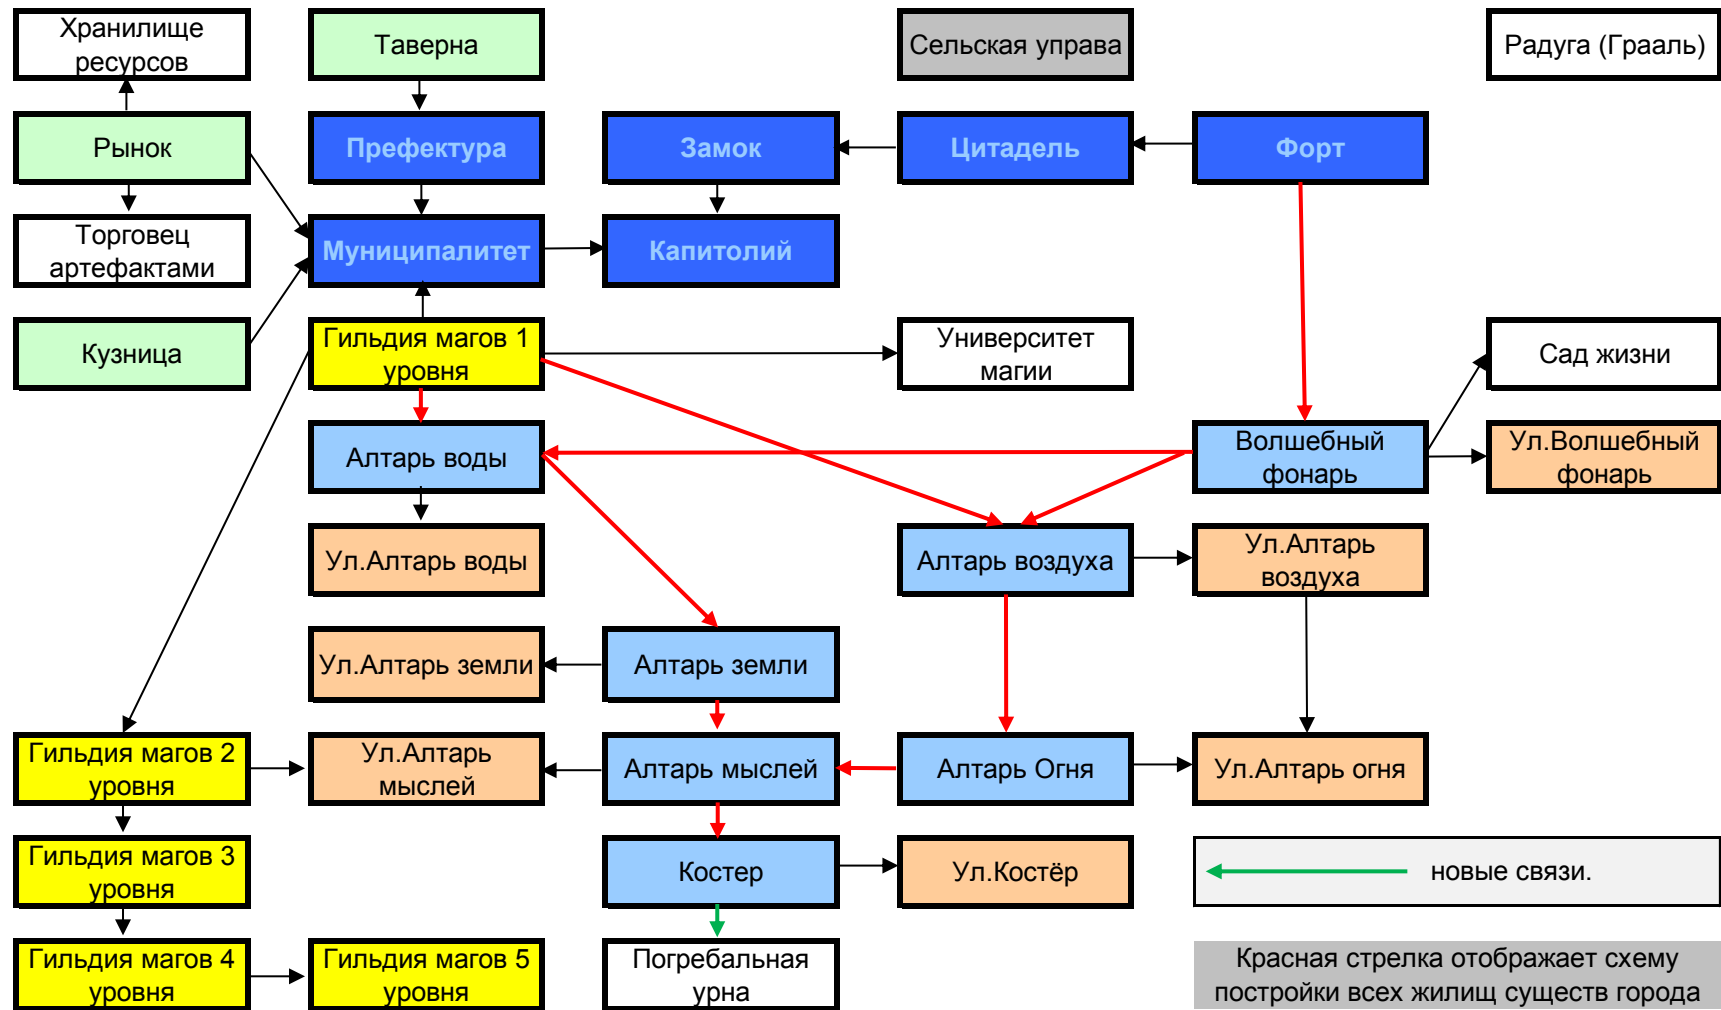 Хранилище
ресурсов
Таверна
Сельская управа
Радуга (Грааль)
Рынок
Префектура
Замок
Цитадель
Форт
Торговец
артефактами
Муниципалитет
Капитолий
Кузница
Гильдия магов 1
уровня
Университет
магии
Сад жизни
Алтарь воды
Волшебный
фонарь
Ул.Волшебный
фонарь
Ул.Алтарь воды
Алтарь воздуха
Ул.Алтарь
воздуха
Ул.Алтарь земли
Алтарь земли
Гильдия магов 2
уровня
Ул.Алтарь
мыслей
Алтарь мыслей
Алтарь Огня
Ул.Алтарь огня
Гильдия магов 3
уровня
Костер
Ул.Костёр
новые связи.
Гильдия магов 4
уровня
Гильдия магов 5
уровня
Погребальная
урна
Красная стрелка отображает схему
постройки всех жилищ существ города